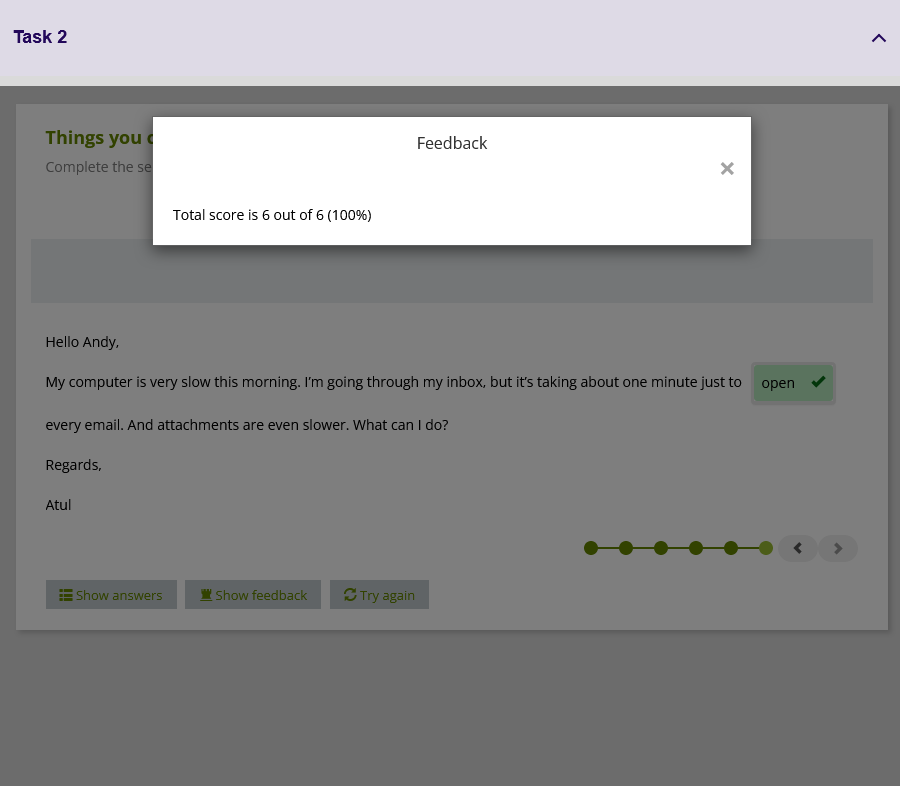 Task 2
Feedback
Things you
Complete the se
Total score is 6 out of 6 (100%)
Hello Andy,
My computer is very slow this morning. I’m going through my inbox, but it’s taking about one minute just to open
every email. And attachments are even slower. What can I do?
Regards,
Atul
Show answers Show feedback Try again